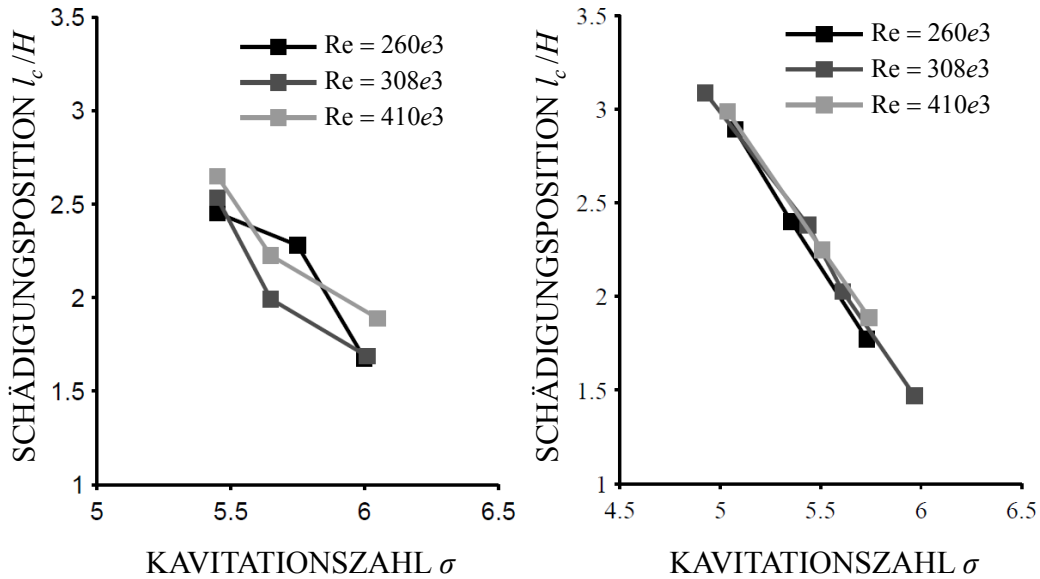 SCHÄDIGUNGSPOSITION l_c /H
3.5
3
2.5
2
1.5
1
5
5.5
6
6.5
KAVITATIONSZAHL σ
Re = 260e3
Re = 308e3
Re = 410e3
SCHÄDIGUNGSPOSITION l_c /H
3.5
3
2.5
2
1.5
1
4.5
5
5.5
6
6.5
KAVITATIONSZAHL σ
Re = 260e3
Re = 308e3
Re = 410e3